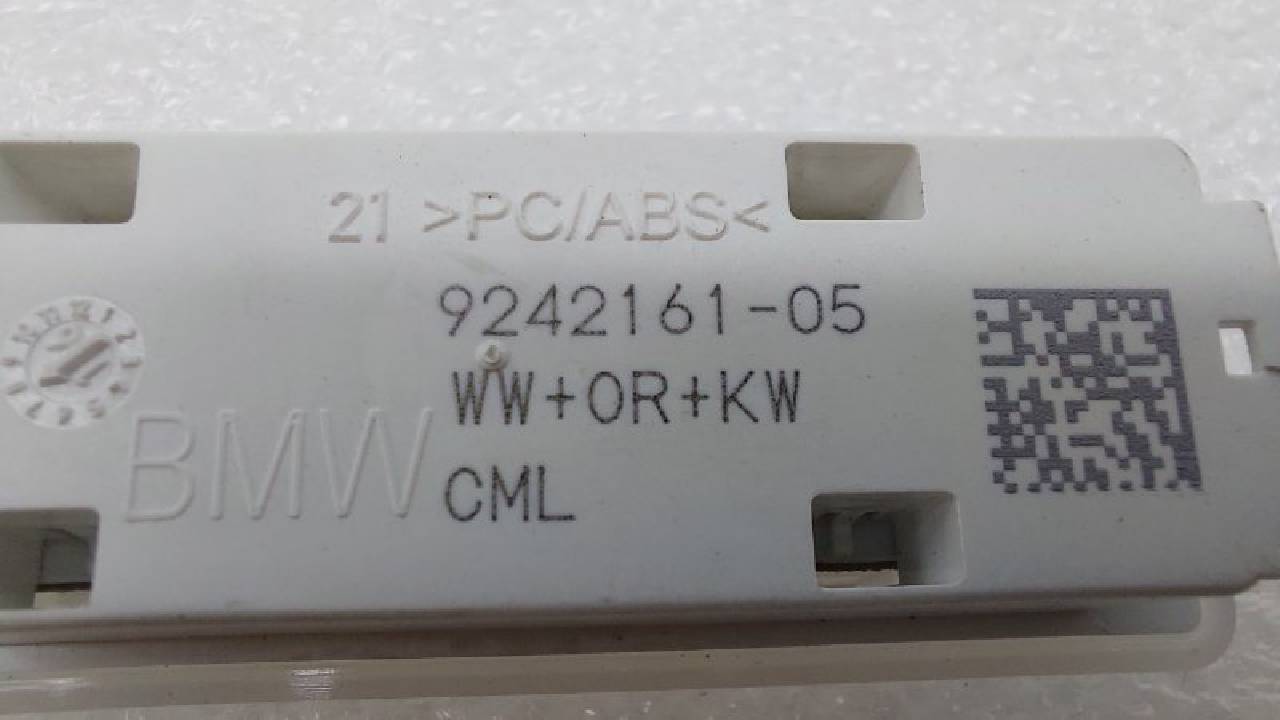 21 >PC/ABS<
9242161-05
WW+OR+KW
BMW
CML